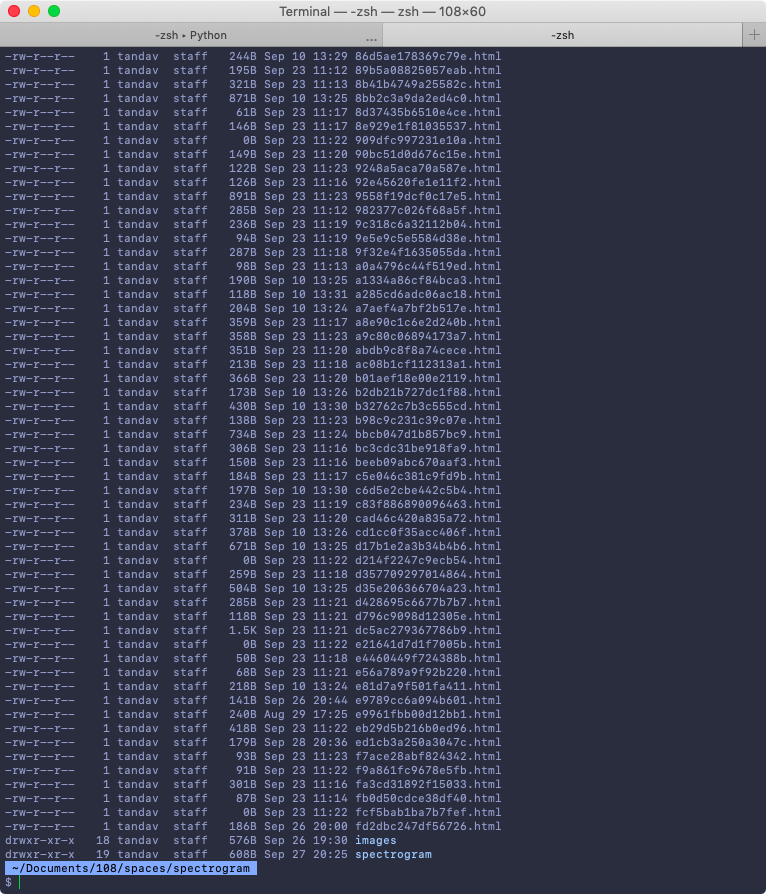 Terminal — -zsh — zsh — 108×60
-zsh ▸ Python ... -zsh +
-rw-r--r-- 1 tandav staff 244B Sep 10 13:29 86d5ae178369c79e.html
-rw-r--r-- 1 tandav staff 195B Sep 23 11:12 89b5a08825057eab.html
-rw-r--r-- 1 tandav staff 321B Sep 23 11:13 8b41b4749a25582c.html
-rw-r--r-- 1 tandav staff 871B Sep 10 13:25 8bb2c3a9da2ed4c0.html
-rw-r--r-- 1 tandav staff 61B Sep 23 11:17 8d37435b6510e4ce.html
-rw-r--r-- 1 tandav staff 146B Sep 23 11:17 8e929e1f81035537.html
-rw-r--r-- 1 tandav staff 0B Sep 23 11:22 909dfc997231e10a.html
-rw-r--r-- 1 tandav staff 149B Sep 23 11:20 90bc51d0d676c15e.html
-rw-r--r-- 1 tandav staff 122B Sep 23 11:23 9248a5aca70a587e.html
-rw-r--r-- 1 tandav staff 126B Sep 23 11:16 92e45620fe1e11f2.html
-rw-r--r-- 1 tandav staff 891B Sep 23 11:23 9558f19dcf0c17e5.html
-rw-r--r-- 1 tandav staff 285B Sep 23 11:12 982377c026f68a5f.html
-rw-r--r-- 1 tandav staff 236B Sep 23 11:19 9c318c6a32112b04.html
-rw-r--r-- 1 tandav staff 94B Sep 23 11:19 9e5e9c5e5584d38e.html
-rw-r--r-- 1 tandav staff 287B Sep 23 11:18 9f32e4f1635055da.html
-rw-r--r-- 1 tandav staff 98B Sep 23 11:13 a0a4796c44f519ed.html
-rw-r--r-- 1 tandav staff 190B Sep 10 13:25 a1334a86cf84bca3.html
-rw-r--r-- 1 tandav staff 118B Sep 10 13:31 a285cd6adc06ac18.html
-rw-r--r-- 1 tandav staff 204B Sep 10 13:24 a7aef4a7bf2b517e.html
-rw-r--r-- 1 tandav staff 359B Sep 23 11:17 a8e90c1c6e2d240b.html
-rw-r--r-- 1 tandav staff 358B Sep 23 11:23 a9c80c06894173a7.html
-rw-r--r-- 1 tandav staff 351B Sep 23 11:20 abdb9c8f8a74cece.html
-rw-r--r-- 1 tandav staff 213B Sep 23 11:18 ac08b1cf112313a1.html
-rw-r--r-- 1 tandav staff 366B Sep 23 11:20 b01aef18e00e2119.html
-rw-r--r-- 1 tandav staff 173B Sep 10 13:26 b2db21b727dc1f88.html
-rw-r--r-- 1 tandav staff 430B Sep 10 13:30 b32762c7b3c555cd.html
-rw-r--r-- 1 tandav staff 138B Sep 23 11:23 b98c9c231c39c07e.html
-rw-r--r-- 1 tandav staff 734B Sep 23 11:24 bbcb047d1b857bc9.html
-rw-r--r-- 1 tandav staff 306B Sep 23 11:16 bc3cdc31be918fa9.html
-rw-r--r-- 1 tandav staff 150B Sep 23 11:16 beeb09abc670aaf3.html
-rw-r--r-- 1 tandav staff 184B Sep 23 11:17 c5e046c381c9fd9b.html
-rw-r--r-- 1 tandav staff 197B Sep 10 13:30 c6d5e2cbe442c5b4.html
-rw-r--r-- 1 tandav staff 234B Sep 23 11:19 c83f886890096463.html
-rw-r--r-- 1 tandav staff 311B Sep 23 11:20 cad46c420a835a72.html
-rw-r--r-- 1 tandav staff 378B Sep 10 13:26 cd1cc0f35acc406f.html
-rw-r--r-- 1 tandav staff 671B Sep 10 13:25 d17b1e2a3b34b4b6.html
-rw-r--r-- 1 tandav staff 0B Sep 23 11:22 d214f2247c9ecb54.html
-rw-r--r-- 1 tandav staff 259B Sep 23 11:18 d357709297014864.html
-rw-r--r-- 1 tandav staff 504B Sep 10 13:25 d35e206366704a23.html
-rw-r--r-- 1 tandav staff 285B Sep 23 11:21 d428695c6677b7b7.html
-rw-r--r-- 1 tandav staff 118B Sep 23 11:21 d796c9098d12305e.html
-rw-r--r-- 1 tandav staff 1.5K Sep 23 11:21 dc5ac279367786b9.html
-rw-r--r-- 1 tandav staff 0B Sep 23 11:22 e21641d7d1f7005b.html
-rw-r--r-- 1 tandav staff 50B Sep 23 11:18 e4460449f724388b.html
-rw-r--r-- 1 tandav staff 68B Sep 23 11:21 e56a789a9f92b220.html
-rw-r--r-- 1 tandav staff 218B Sep 10 13:24 e81d7a9f501fa411.html
-rw-r--r-- 1 tandav staff 141B Sep 26 20:44 e9789cc6a094b601.html
-rw-r--r-- 1 tandav staff 240B Aug 29 17:25 e9961fbb00d12bb1.html
-rw-r--r-- 1 tandav staff 418B Sep 23 11:22 eb29d5b216b0ed96.html
-rw-r--r-- 1 tandav staff 179B Sep 28 20:36 ed1cb3a250a3047c.html
-rw-r--r-- 1 tandav staff 93B Sep 23 11:23 f7ace28abf824342.html
-rw-r--r-- 1 tandav staff 91B Sep 23 11:22 f9a861fc9678e5fb.html
-rw-r--r-- 1 tandav staff 301B Sep 23 11:16 fa3cd31892f15033.html
-rw-r--r-- 1 tandav staff 87B Sep 23 11:14 fb0d50cdce38df40.html
-rw-r--r-- 1 tandav staff 0B Sep 23 11:22 fcf5bab1ba7b7fef.html
-rw-r--r-- 1 tandav staff 186B Sep 26 20:00 fd2dbc247df56726.html
drwxr-xr-x 18 tandav staff 576B Sep 26 19:30 images
drwxr-xr-x 19 tandav staff 608B Sep 27 20:25 spectrogram
~/Documents/108/spaces/spectrogram
$